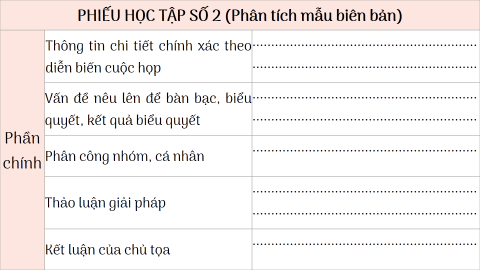 PHIẾU HỌC TẬP SỐ 2 (Phân tích mẫu biên bản)
Phần chính
Thông tin chi tiết chính xác theo
diễn biến cuộc họp
Vấn đề nêu lên để bàn bạc, biểu
quyết, kết quả biểu quyết
Phân công nhóm, cá nhân
Thảo luận giải pháp
Kết luận của chủ tọa